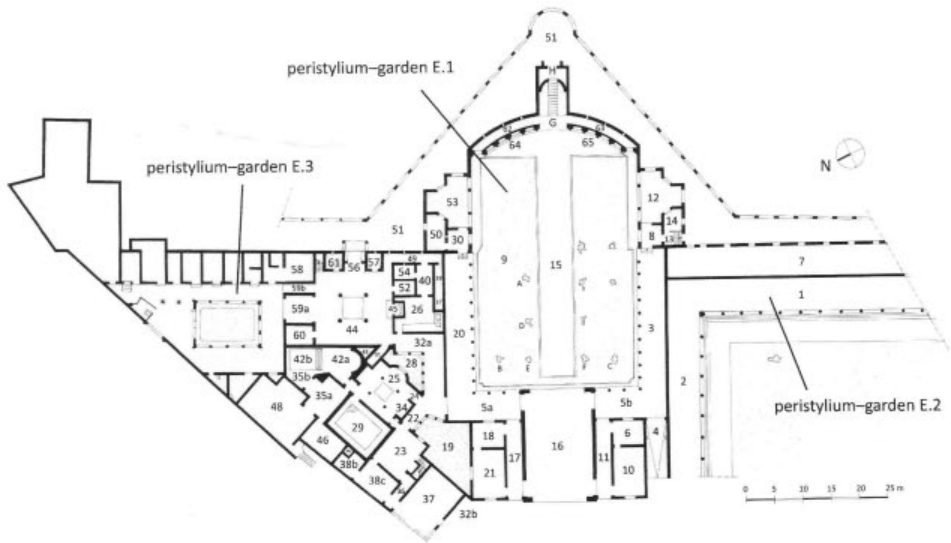 51
peristylium–garden E.1
H
G
62
63
64
65
peristylium–garden E.3
N
53
12
14
51
50
30
8
13
58
61
56
57
49
54
40
7
59b
9
15
1
52
A
59a
45
26
44
20
3
60
D
32a
2
42b
42a
28
B
E
F
C
35b
25
peristylium–garden E.2
35a
24
34
5a
5b
48
22
29
18
6
4
46
23
19
16
17
11
38b
21
10
38c
37
32b
0 5 10 15 20 25 m